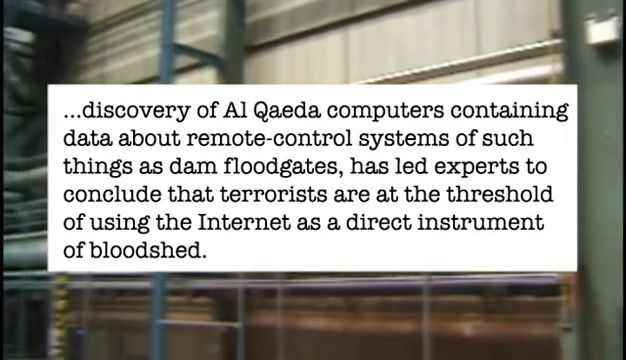 ...discovery of Al Qaeda computers containing
data about remote-control systems of such
things as dam floodgates, has led experts to
conclude that terrorists are at the threshold
of using the Internet as a direct instrument
of bloodshed.